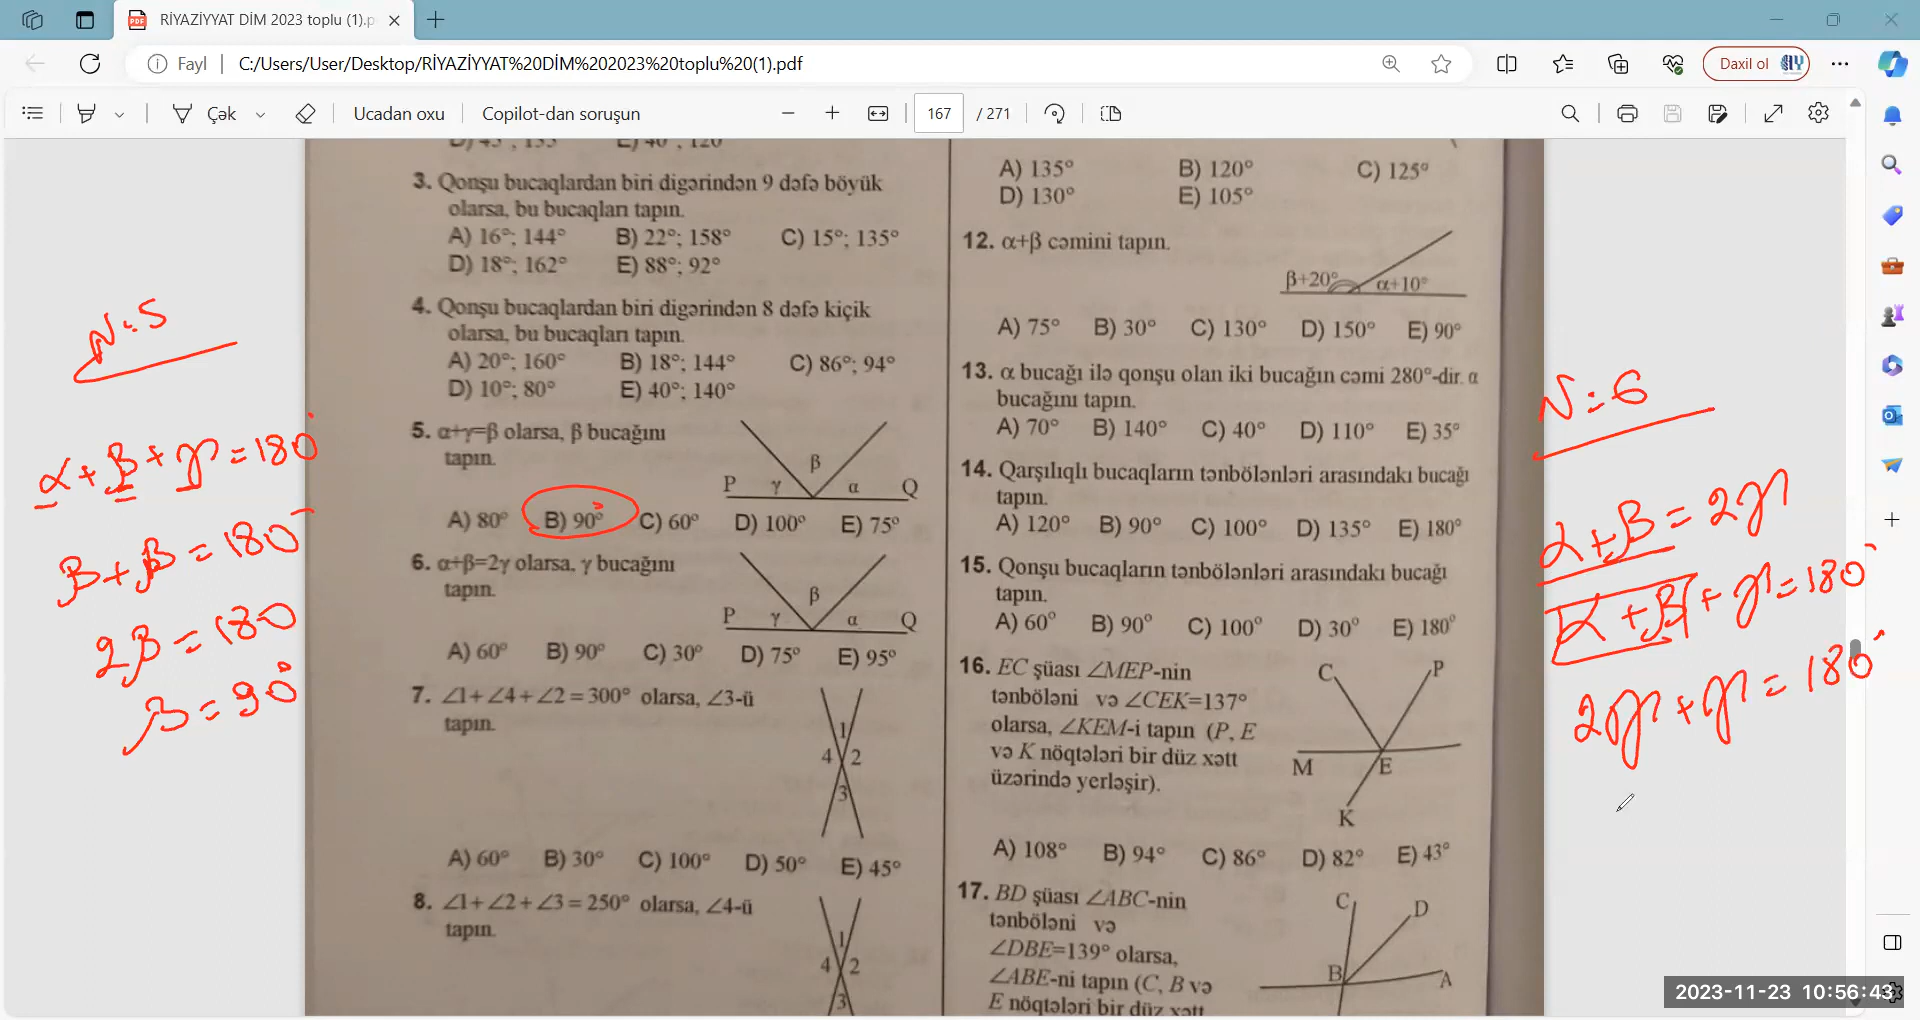 RİYAZİYYAT DİM 2023 toplu (1).p
Fayl
C:/Users/User/Desktop/RİYAZİYYAT%20DİM%202023%20toplu%20(1).pdf
Daxil ol
Çək
Ucadan oxu
Copilot-dan soruşun
167 / 271
3. Qonşu bucaqlardan biri digərindən 9 dəfə böyük
olarsa, bu bucaqları tapın.
A) 16°; 144° B) 22°; 158° C) 15°; 135°
D) 18°; 162° E) 88°; 92°
4. Qonşu bucaqlardan biri digərindən 8 dəfə kiçik
olarsa, bu bucaqları tapın.
A) 20°; 160° B) 18°; 144° C) 86°; 94°
D) 10°; 80° E) 40°; 140°
5. α+γ=β olarsa, β bucağını
tapın.
β
P γ α Q
A) 80° B) 90° C) 60° D) 100° E) 75°
6. α+β=2γ olarsa, γ bucağını
tapın.
β
P γ α Q
A) 60° B) 90° C) 30° D) 75° E) 95°
7. ∠1+∠4+∠2=300° olarsa, ∠3-ü
tapın.
1
4 2
3
A) 60° B) 30° C) 100° D) 50° E) 45°
8. ∠1+∠2+∠3=250° olarsa, ∠4-ü
tapın.
1
4 2
3
A) 135° B) 120° C) 125°
D) 130° E) 105°
12. α+β cəmini tapın.
β+20° α+10°
A) 75° B) 30° C) 130° D) 150° E) 90°
13. α bucağı ilə qonşu olan iki bucağın cəmi 280°-dir. α
bucağını tapın.
A) 70° B) 140° C) 40° D) 110° E) 35°
14. Qarşılıqlı bucaqların tənbölənləri arasındakı bucağı
tapın.
A) 120° B) 90° C) 100° D) 135° E) 180°
15. Qonşu bucaqların tənbölənləri arasındakı bucağı
tapın.
A) 60° B) 90° C) 100° D) 30° E) 180°
16. EC şüası ∠MEP-nin
tənböləni və ∠CEK=137°
olarsa, ∠KEM-i tapın (P, E
və K nöqtələri bir düz xətt
üzərində yerləşir).
C P
M E
K
A) 108° B) 94° C) 86° D) 82° E) 43°
17. BD şüası ∠ABC-nin
tənböləni və
∠DBE=139° olarsa,
∠ABE-ni tapın (C, B və
E nöqtələri bir düz xətt
C D
B A
N:5
α+β+γ=180°
β+β=180°
2β=180
β=90°
N:6
α+β=2γ
α+β+γ=180°
2γ+γ=180°
2023-11-23 10:56:43